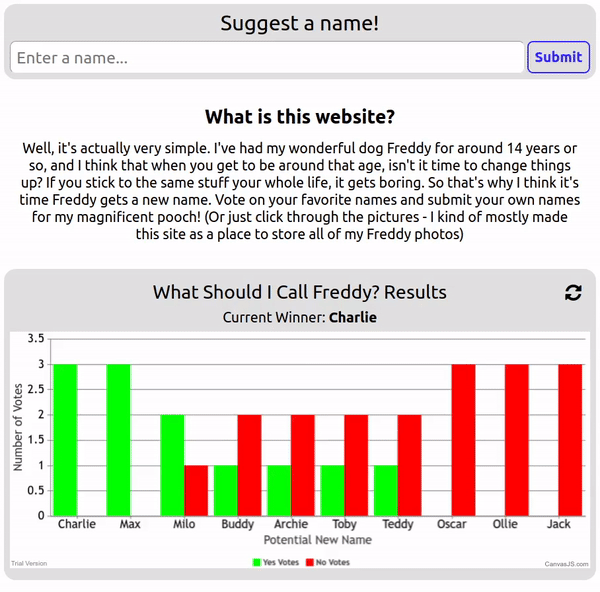 Suggest a name!
Enter a name...
Submit
What is this website?
Well, it's actually very simple. I've had my wonderful dog Freddy for around 14 years or
so, and I think that when you get to be around that age, isn't it time to change things
up? If you stick to the same stuff your whole life, it gets boring. So that's why I think it's
time Freddy gets a new name. Vote on your favorite names and submit your own names
for my magnificent pooch! (Or just click through the pictures - I kind of mostly made
this site as a place to store all of my Freddy photos)
What Should I Call Freddy? Results
Current Winner: Charlie
Number of Votes
3.5
3
2.5
2
1.5
1
0.5
0
Charlie Max Milo Buddy Archie Toby Teddy Oscar Ollie Jack
Potential New Name
Yes Votes No Votes
Trial Version
CanvasJS.com